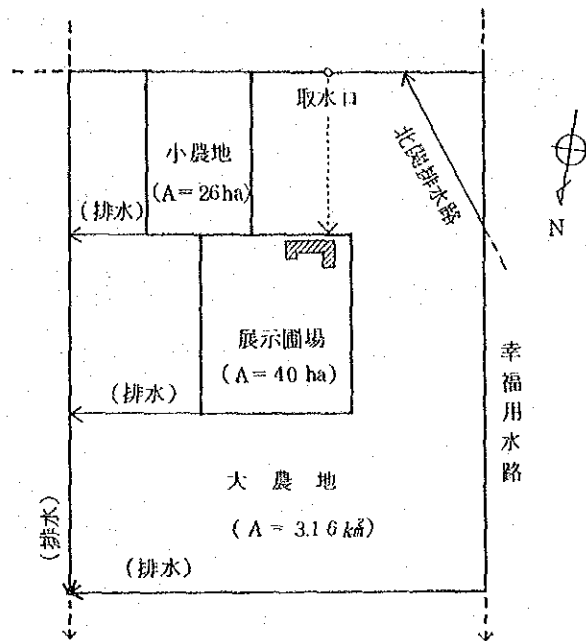 取水口
小農地
(A=26ha)
(排水)
北陽排水路
N
展示圃場
(A=40 ha)
(排水)
幸福用水路
大農地
(A = 3.16 km²)
(排水)
(排水)